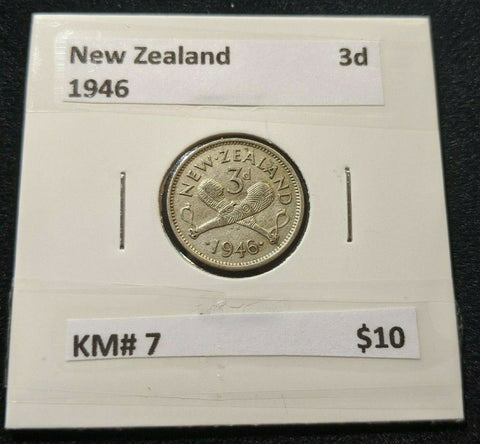 New Zealand 3d
1946
NEW·ZEALAND
3d
·1946·
KM# 7 $10